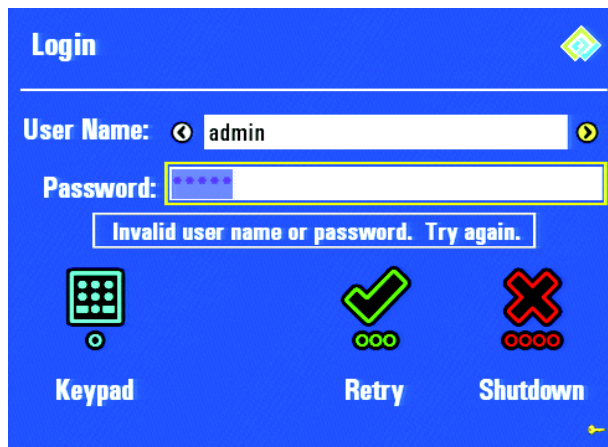 Login
User Name: admin
Password: *****
Invalid user name or password. Try again.
Keypad
Retry
Shutdown